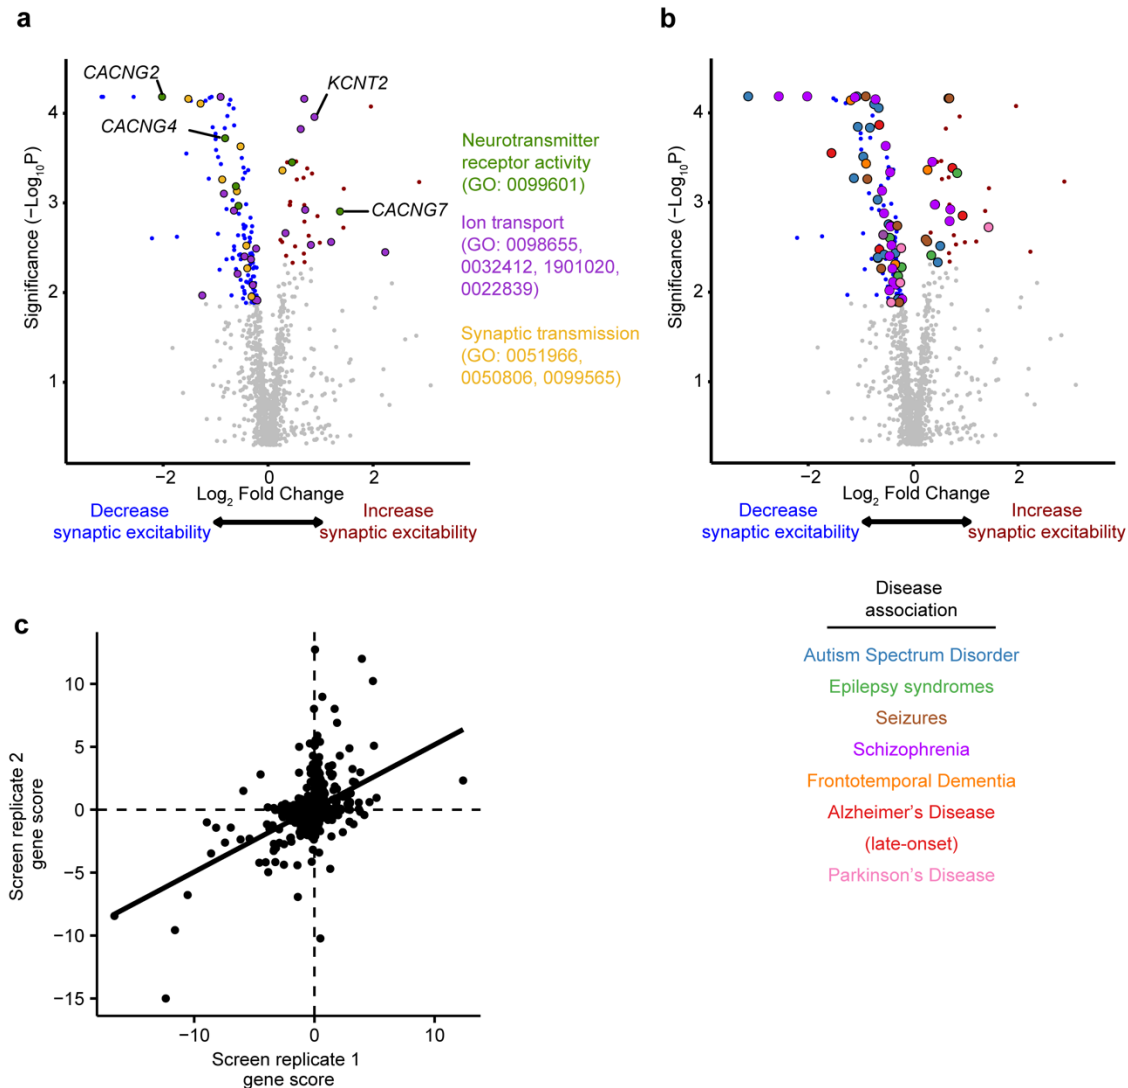 a
CACNG2
CACNG4
KCNT2
CACNG7
Significance (−Log10P)
4
3
2
1
−2
0
2
Log2 Fold Change
Decrease
synaptic excitability
Increase
synaptic excitability
Neurotransmitter
receptor activity
(GO: 0099601)
Ion transport
(GO: 0098655,
0032412, 1901020,
0022839)
Synaptic transmission
(GO: 0051966,
0050806, 0099565)
b
Significance (−Log10P)
4
3
2
1
−2
0
2
Log2 Fold Change
Decrease
synaptic excitability
Increase
synaptic excitability
Disease
association
Autism Spectrum Disorder
Epilepsy syndromes
Seizures
Schizophrenia
Frontotemporal Dementia
Alzheimer's Disease
(late-onset)
Parkinson's Disease
c
Screen replicate 2
gene score
10
5
0
−5
−10
−15
−10
0
10
Screen replicate 1
gene score